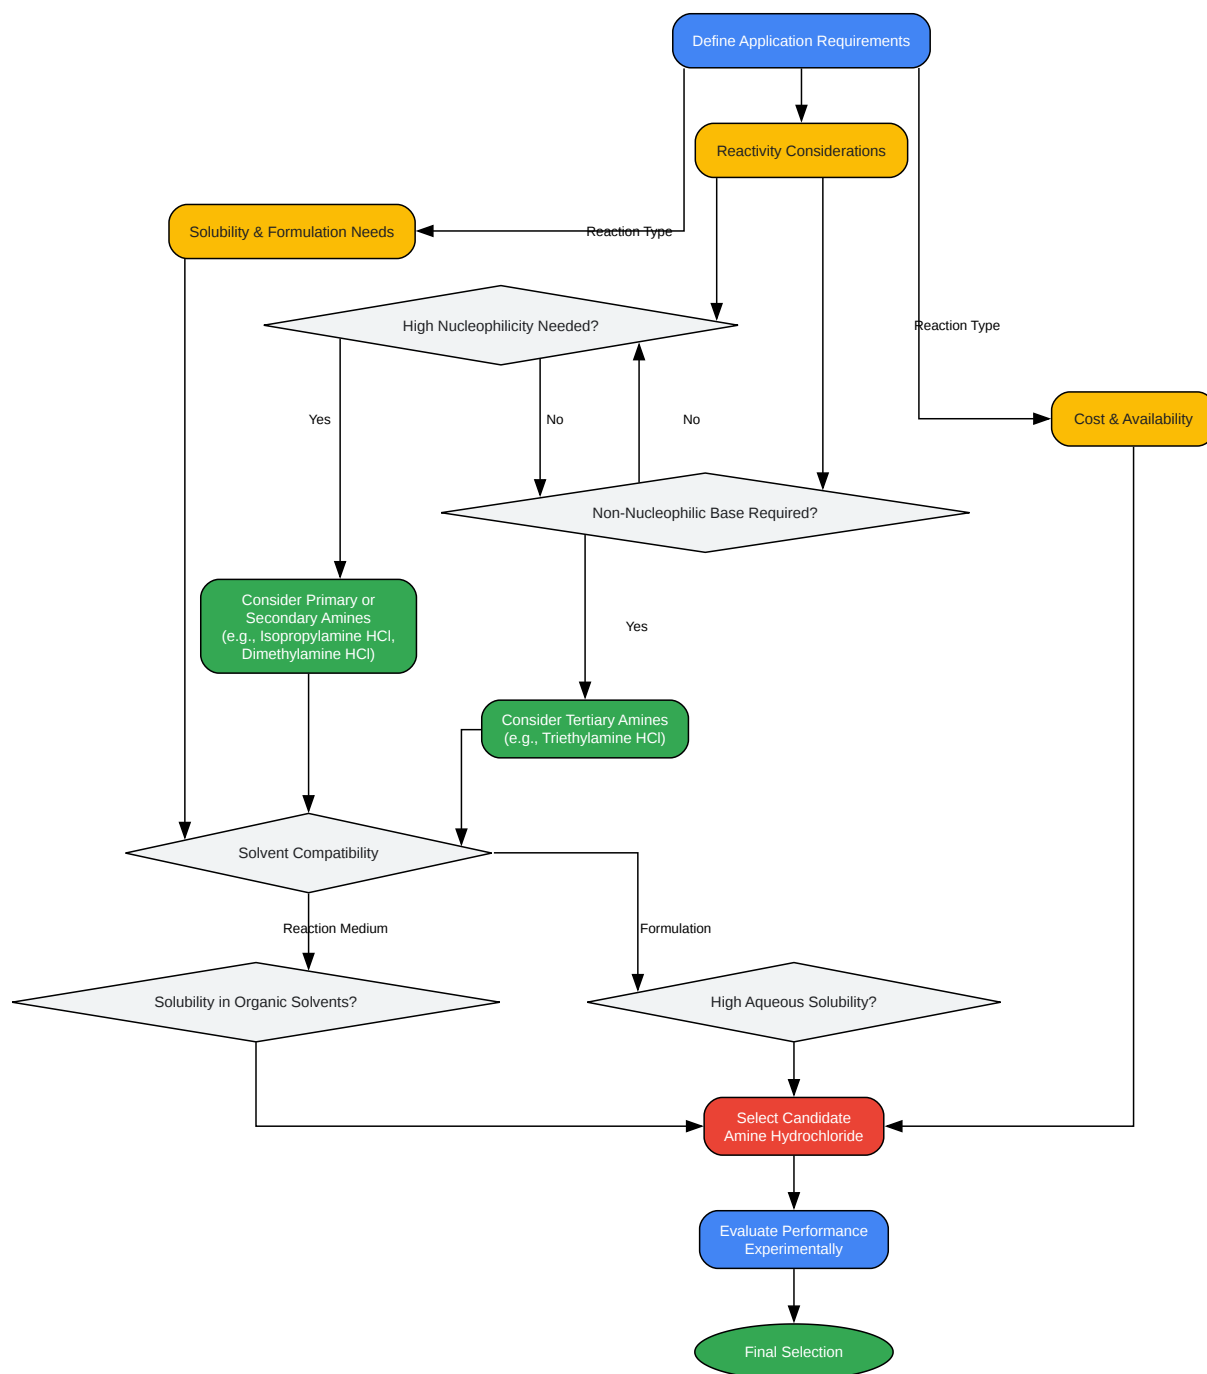 Define Application Requirements
Reactivity Considerations
Solubility & Formulation Needs
Reaction Type
High Nucleophilicity Needed?
Reaction Type
Yes
No
No
Cost & Availability
Non-Nucleophilic Base Required?
Consider Primary or
Secondary Amines
(e.g., Isopropylamine HCl,
Dimethylamine HCl)
Yes
Consider Tertiary Amines
(e.g., Triethylamine HCl)
Solvent Compatibility
Reaction Medium
Formulation
Solubility in Organic Solvents?
High Aqueous Solubility?
Select Candidate
Amine Hydrochloride
Evaluate Performance
Experimentally
Final Selection